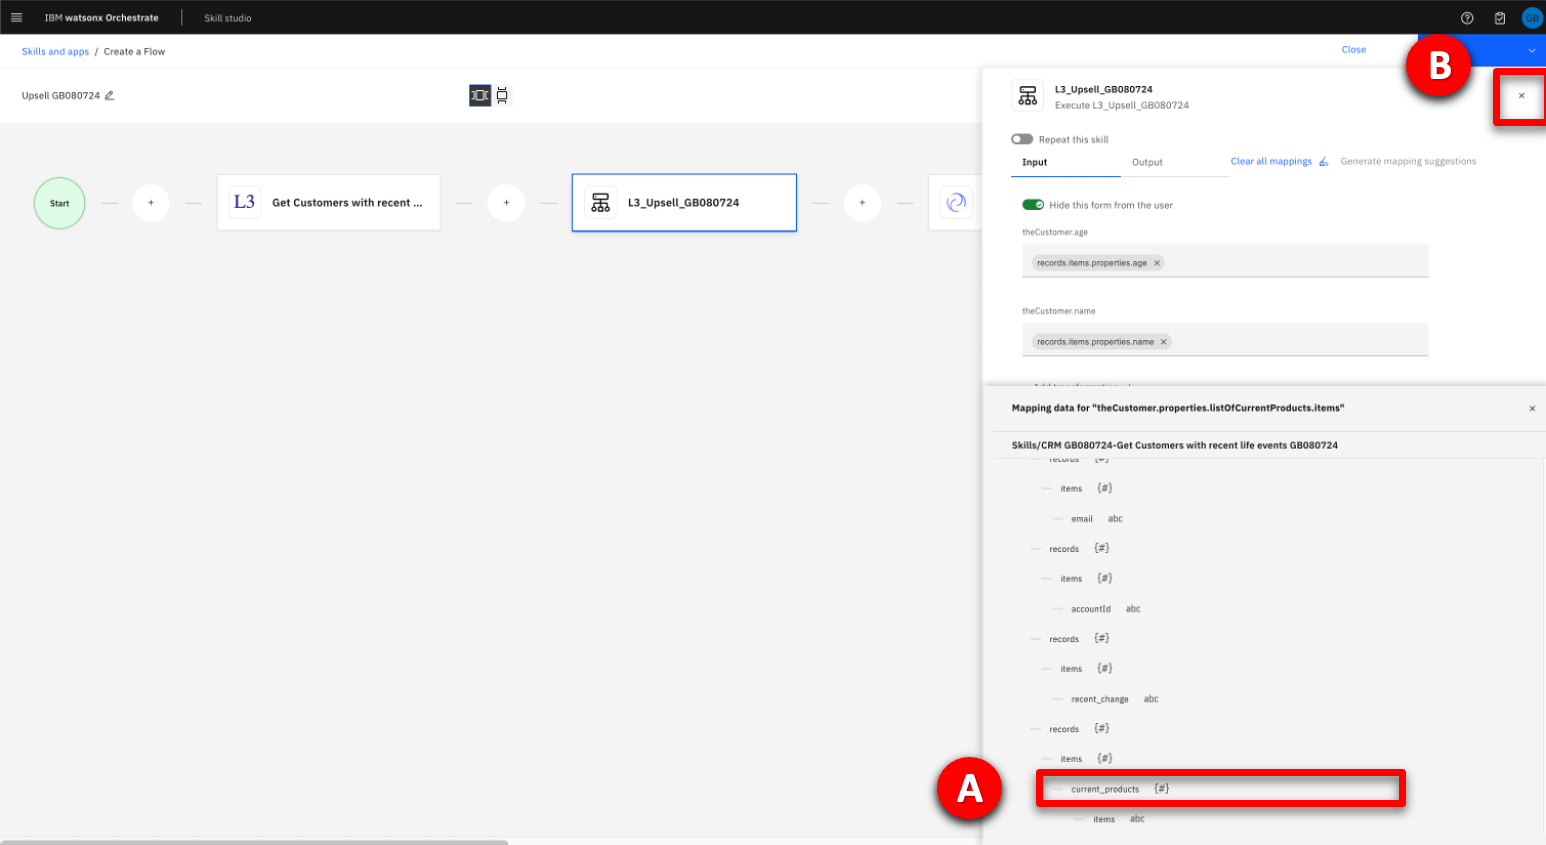 IBM watsonx Orchestrate
Skill studio
GB
Skills and apps / Create a Flow
Close
B
Upsell GB080724
L3_Upsell_GB080724
Execute L3_Upsell_GB080724
Repeat this skill
Input
Output
Clear all mappings
Generate mapping suggestions
Start
+
L3
Get Customers with recent ...
+
L3_Upsell_GB080724
+
Hide this form from the user
theCustomer.age
records.items.properties.age ×
theCustomer.name
records.items.properties.name ×
Add transformation +
Mapping data for "theCustomer.properties.listOfCurrentProducts.items"
Skills/CRM GB080724-Get Customers with recent life events GB080724
records {#}
items {#}
email abc
records {#}
items {#}
accountId abc
records {#}
items {#}
recent_change abc
records {#}
items {#}
A
current_products {#}
items abc